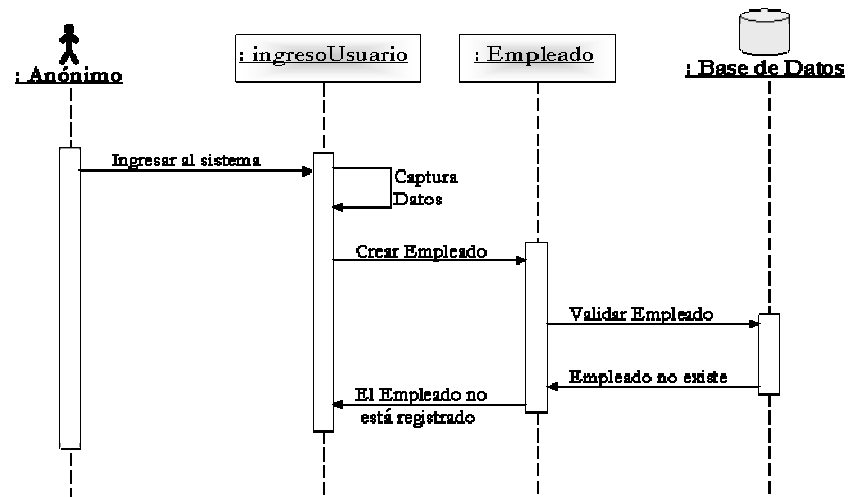 : Anónimo
: ingresoUsuario
: Empleado
: Base de Datos
Ingresar al sistema
Captura
Datos
Crear Empleado
Validar Empleado
Empleado no existe
El Empleado no
está registrado